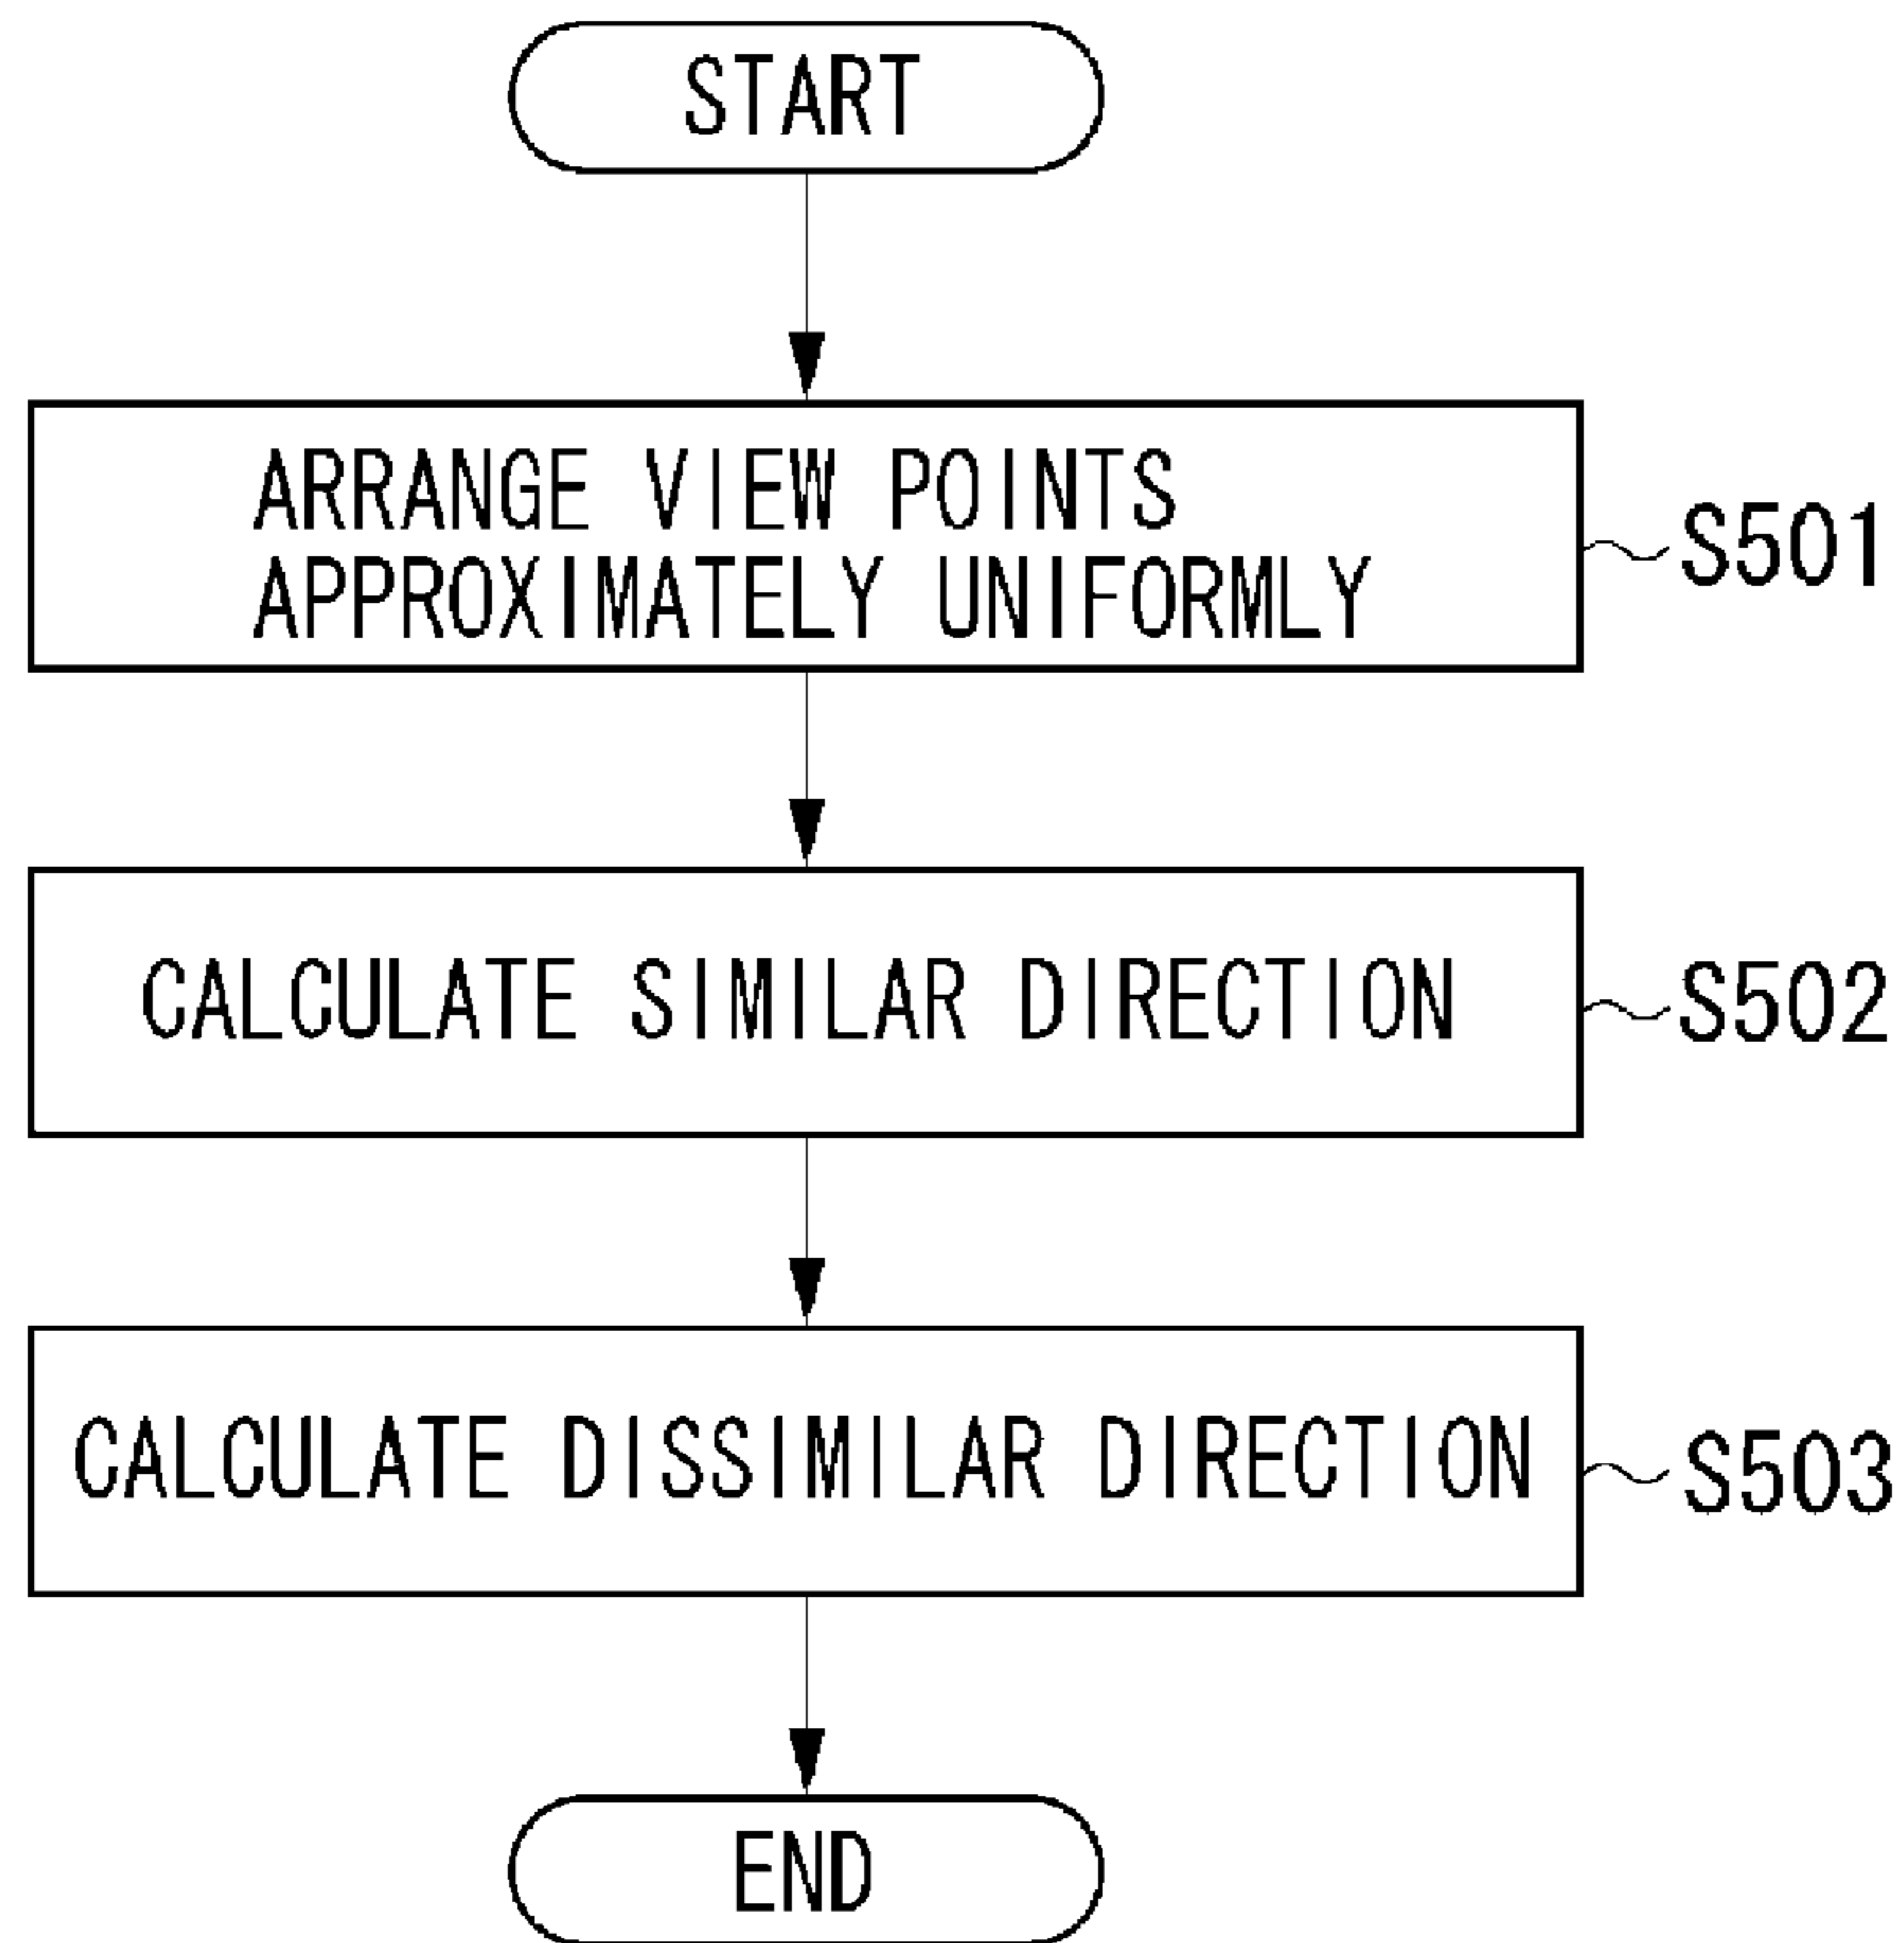 START
ARRANGE VIEW POINTS
APPROXIMATELY UNIFORMLY
S501
CALCULATE SIMILAR DIRECTION
S502
CALCULATE DISSIMILAR DIRECTION
S503
END